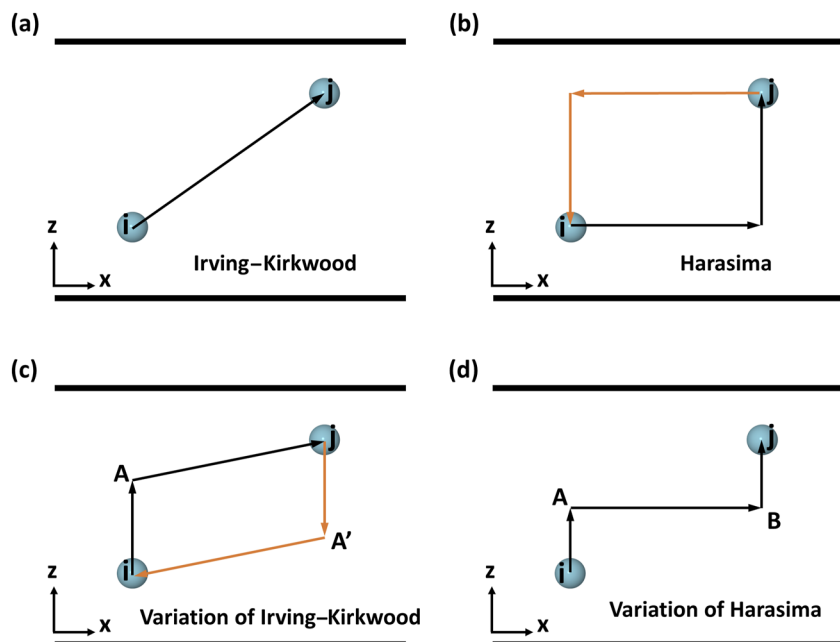 (a)
j
i
z
x
Irving–Kirkwood
(b)
j
i
z
x
Harasima
(c)
j
A
A’
i
z
x
Variation of Irving–Kirkwood
(d)
j
A
B
i
z
x
Variation of Harasima